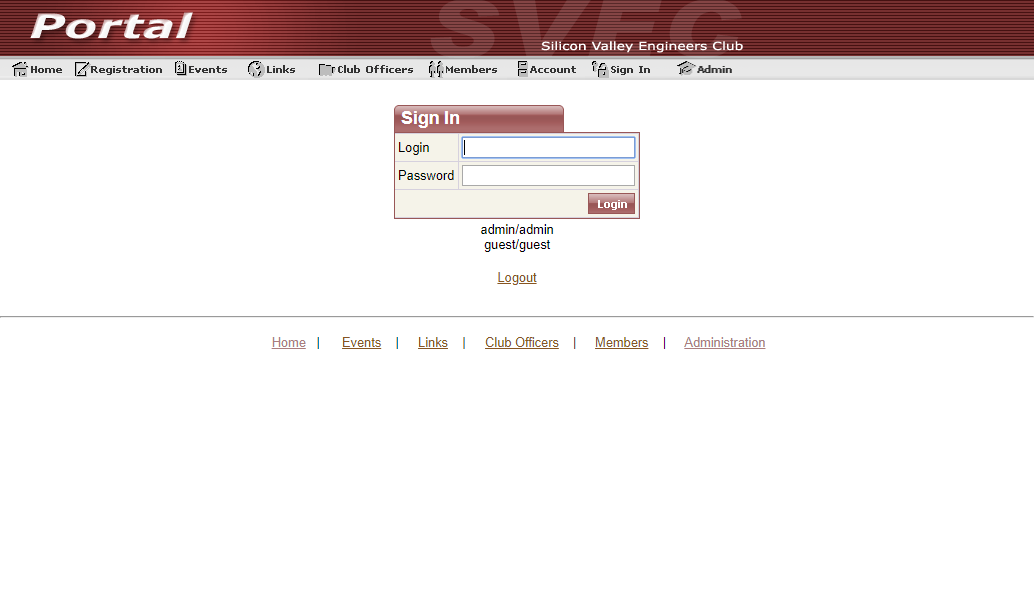 Portal
SVEC
Silicon Valley Engineers Club
Home Registration Events Links Club Officers Members Account Sign In Admin
Sign In
Login
Password
Login
admin/admin
guest/guest
Logout
Home | Events | Links | Club Officers | Members | Administration